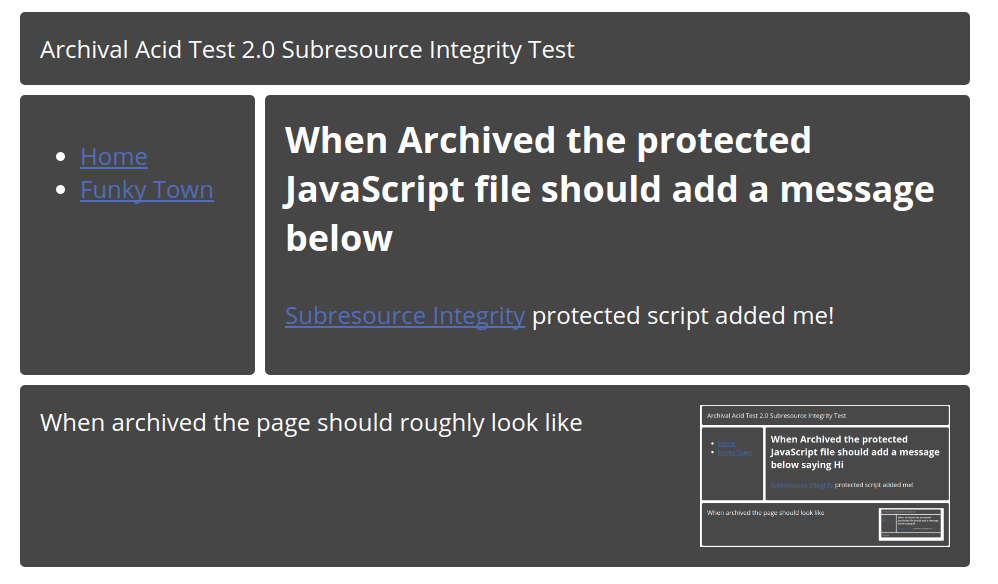 Archival Acid Test 2.0 Subresource Integrity Test
Home
Funky Town
When Archived the protected
JavaScript file should add a message
below
Subresource Integrity protected script added me!
When archived the page should roughly look like
Archival Acid Test 2.0 Subresource Integrity Test
Home
Funky Town
When Archived the protected
JavaScript file should add a message
below saying Hi
Subresource Integrity protected script added me!
When archived the page should look like